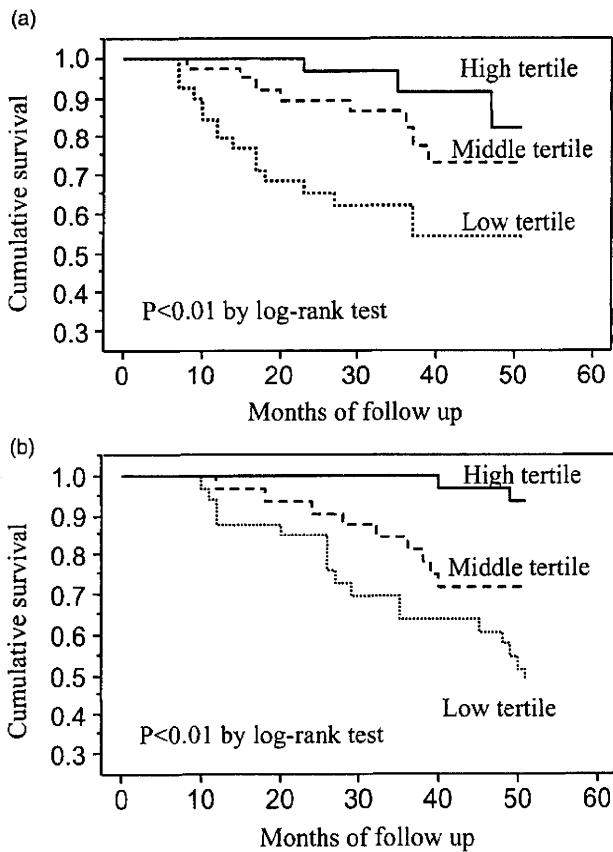 (a)
Cumulative survival
1.0
0.9
0.8
0.7
0.6
0.5
0.4
0.3
High tertile
Middle tertile
Low tertile
P<0.01 by log-rank test
0 10 20 30 40 50 60
Months of follow up
(b)
Cumulative survival
1.0
0.9
0.8
0.7
0.6
0.5
0.4
0.3
High tertile
Middle tertile
Low tertile
P<0.01 by log-rank test
0 10 20 30 40 50 60
Months of follow up